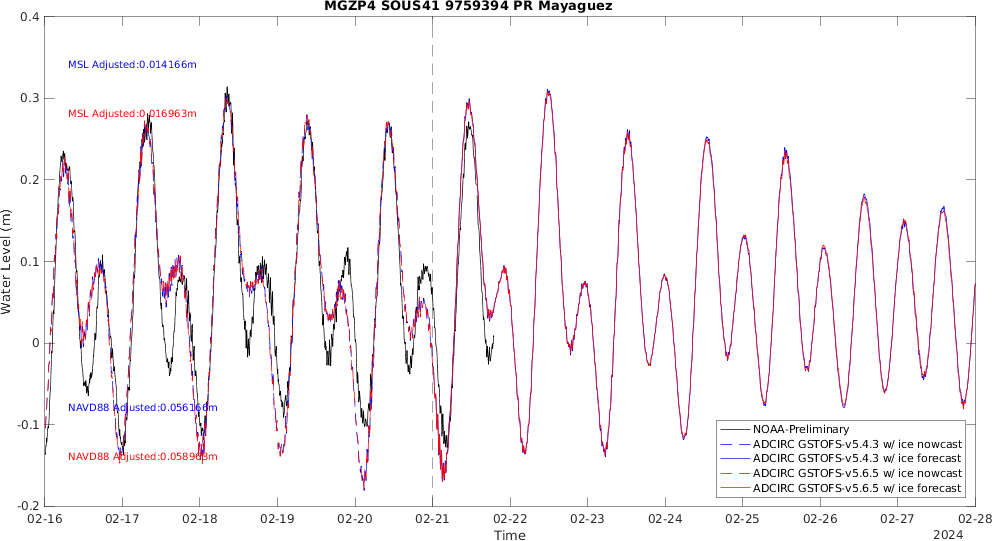 MGZP4 SOUS41 9759394 PR Mayaguez
Water Level (m)
0.4
0.3
0.2
0.1
0
-0.1
-0.2
MSL Adjusted:0.014166m
MSL Adjusted:0.016963m
NAVD88 Adjusted:0.056166m
NAVD88 Adjusted:0.058963m
NOAA-Preliminary
ADCIRC GSTOFS-v5.4.3 w/ ice nowcast
ADCIRC GSTOFS-v5.4.3 w/ ice forecast
ADCIRC GSTOFS-v5.6.5 w/ ice nowcast
ADCIRC GSTOFS-v5.6.5 w/ ice forecast
02-16 02-17 02-18 02-19 02-20 02-21 02-22 02-23 02-24 02-25 02-26 02-27 02-28
Time
2024